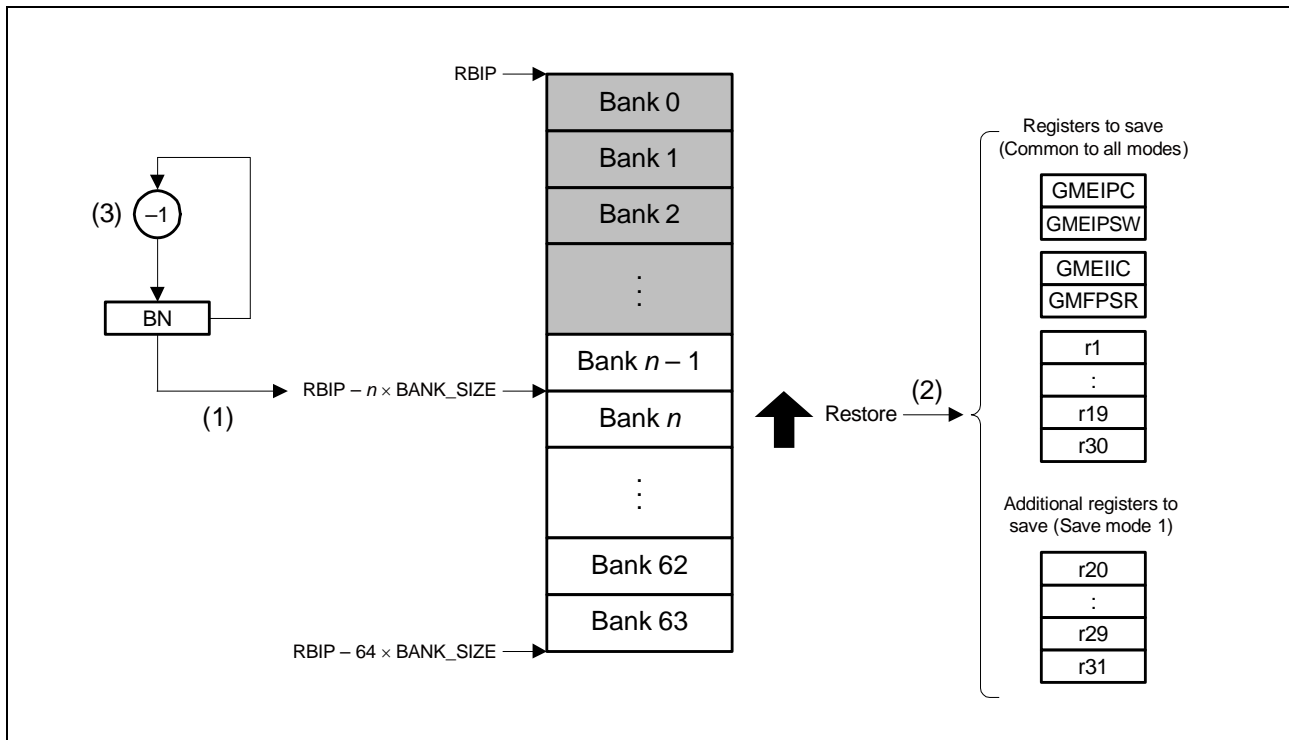 RBIP
Bank 0
Bank 1
Bank 2
⋮
Bank n – 1
Bank n
⋮
Bank 62
Bank 63
(3)
–1
BN
(1)
RBIP – n × BANK_SIZE
RBIP – 64 × BANK_SIZE
Restore
(2)
Registers to save
(Common to all modes)
GMEIPC
GMEIPSW
GMEIIC
GMFPSR
r1
:
r19
r30
Additional registers to
save (Save mode 1)
r20
:
r29
r31